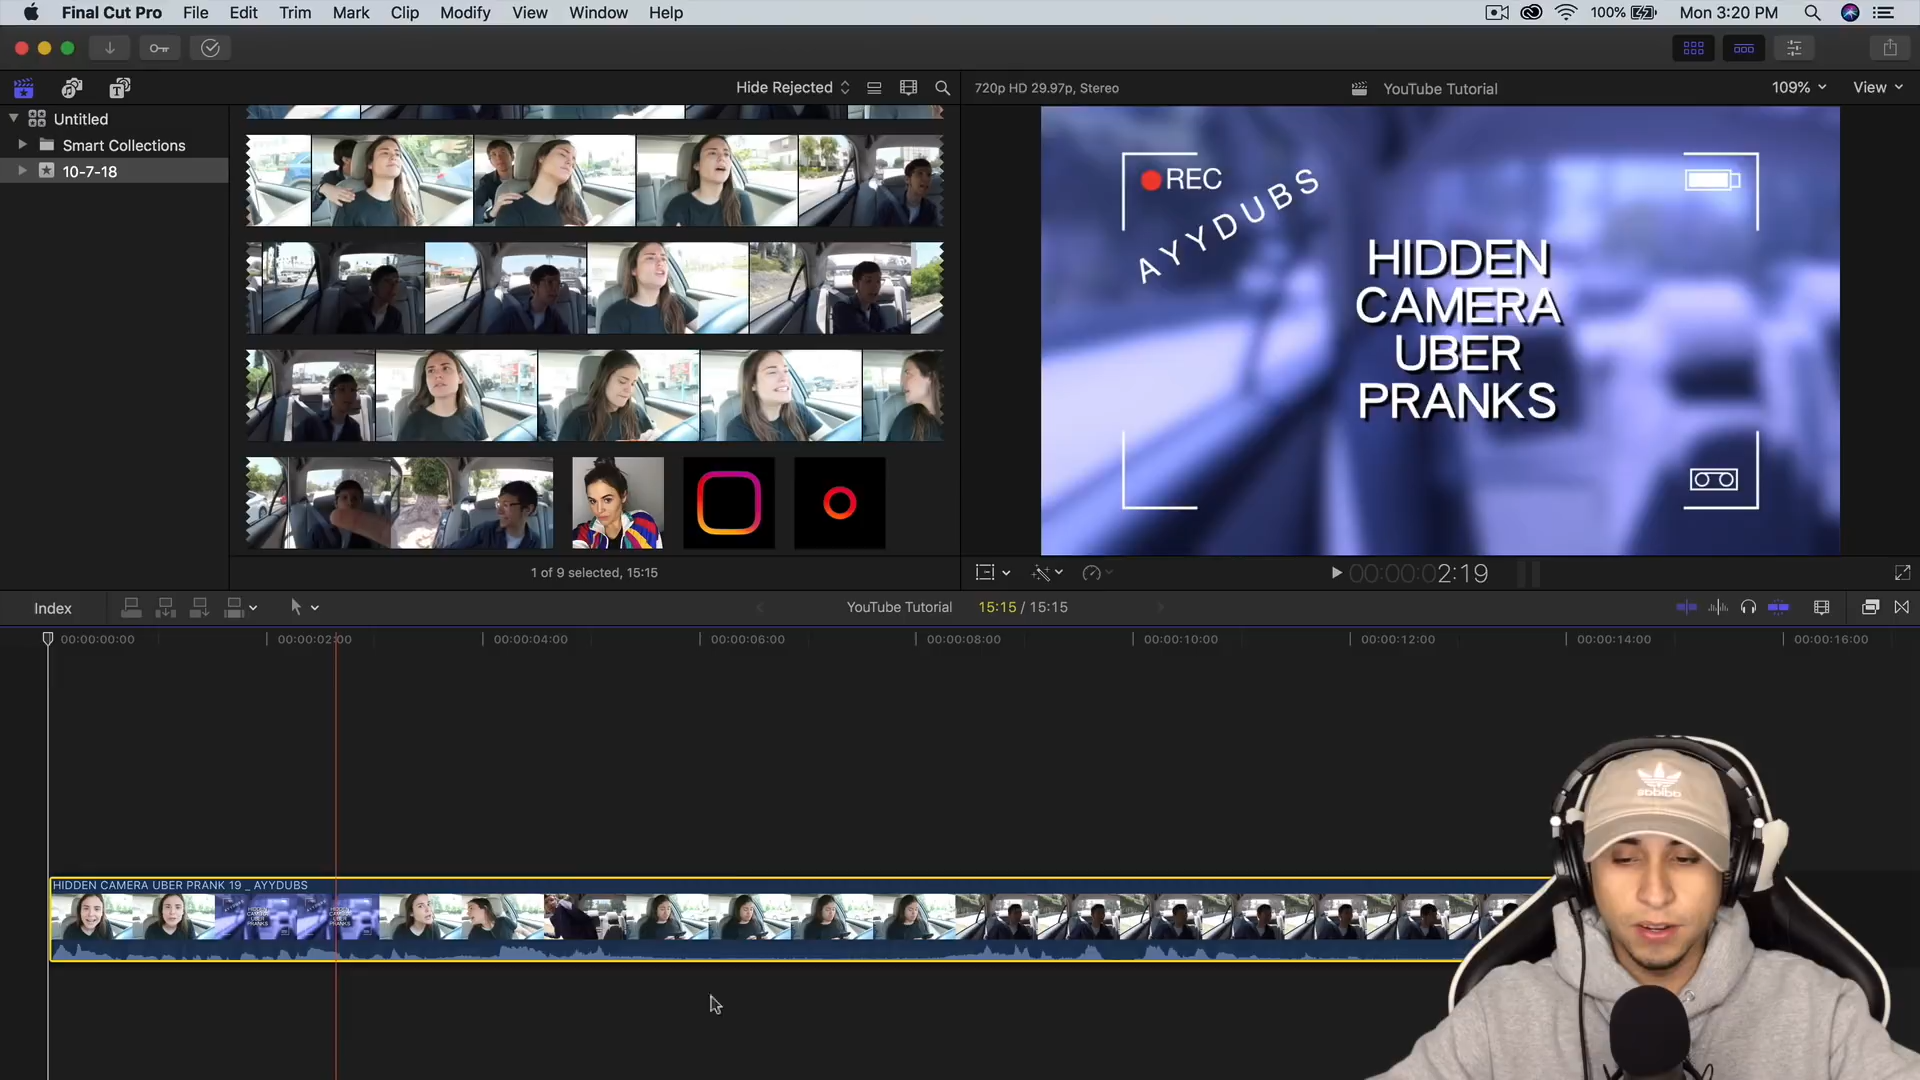 Final Cut Pro File Edit Trim Mark Clip Modify View Window Help 100% Mon 3:20 PM
Hide Rejected 720p HD 29.97p, Stereo YouTube Tutorial 109% View
Untitled
Smart Collections
10-7-18
REC
AYYDUBS
HIDDEN
CAMERA
UBER
PRANKS
1 of 9 selected, 15:15
00:00:02:19
Index YouTube Tutorial 15:15 / 15:15
00:00:00:00 00:00:02:00 00:00:04:00 00:00:06:00 00:00:08:00 00:00:10:00 00:00:12:00 00:00:14:00 00:00:16:00
HIDDEN CAMERA UBER PRANK 19 _ AYYDUBS